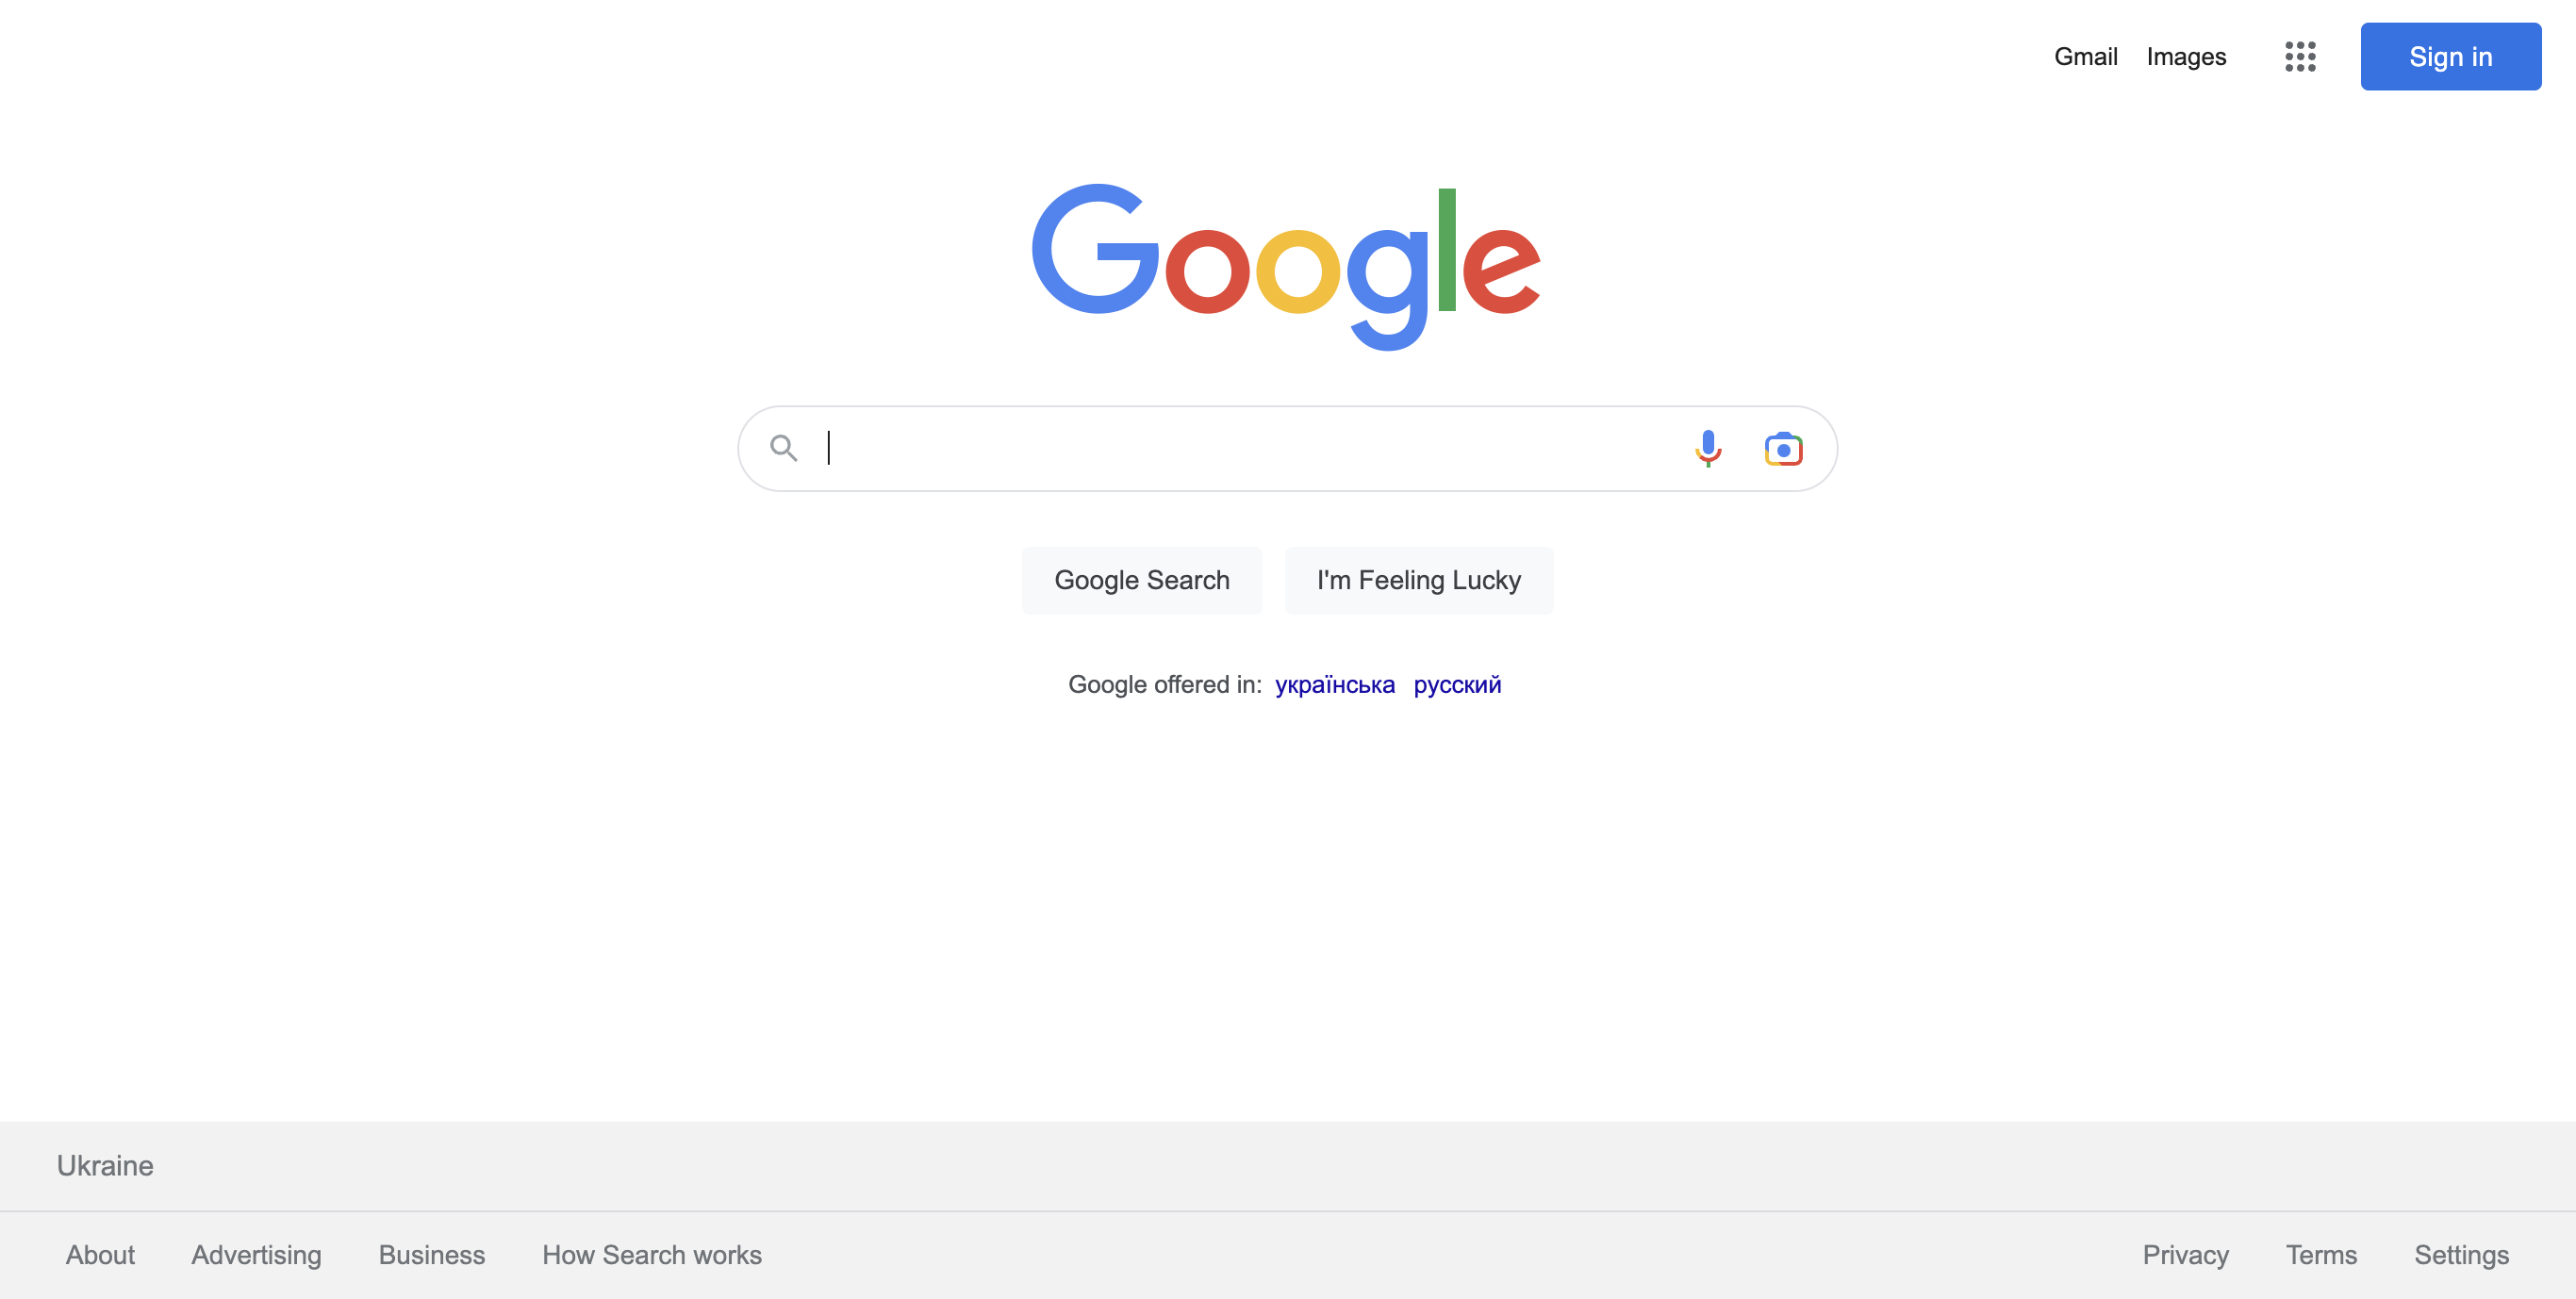 Gmail Images Sign in
Google
Google Search I'm Feeling Lucky
Google offered in: українська русский
Ukraine
About Advertising Business How Search works Privacy Terms Settings